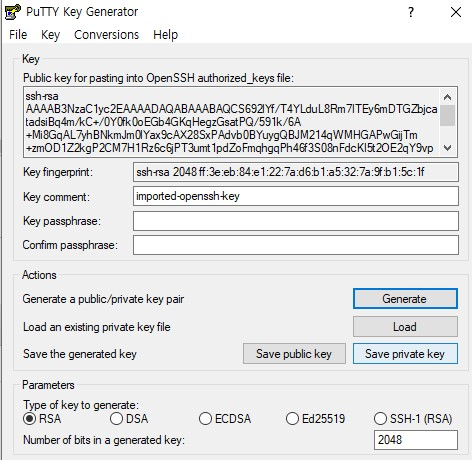 PuTTY Key Generator
? ×
File Key Conversions Help
Key
Public key for pasting into OpenSSH authorized_keys file:
ssh-rsa
AAAAB3NzaC1yc2EAAAADAQABAAABAQCS692lYf/T4YLduL8Rm7lTEy6mDTGZbjca
tadsiBq4m/kC+/0Y0fk0oEGb4GKqHegzGsatPQ/591k/6A
+Mi8GqAL7yhBNkmJm0lYax9cAX28SxPAdvb0BYuygQBJM214qWMHGAPwGijTm
+zmOD1Z2kgP2CM7H1Rz6c6jPT3umt1pdZoFmqhgqPh46f3S08nFdcKl5t2OE2qY9vp
Key fingerprint: ssh-rsa 2048 ff:3e:eb:84:e1:22:7a:d6:b1:a5:32:7a:9f:b1:5c:1f
Key comment: imported-openssh-key
Key passphrase:
Confirm passphrase:
Actions
Generate a public/private key pair Generate
Load an existing private key file Load
Save the generated key Save public key Save private key
Parameters
Type of key to generate:
RSA DSA ECDSA Ed25519 SSH-1 (RSA)
Number of bits in a generated key: 2048